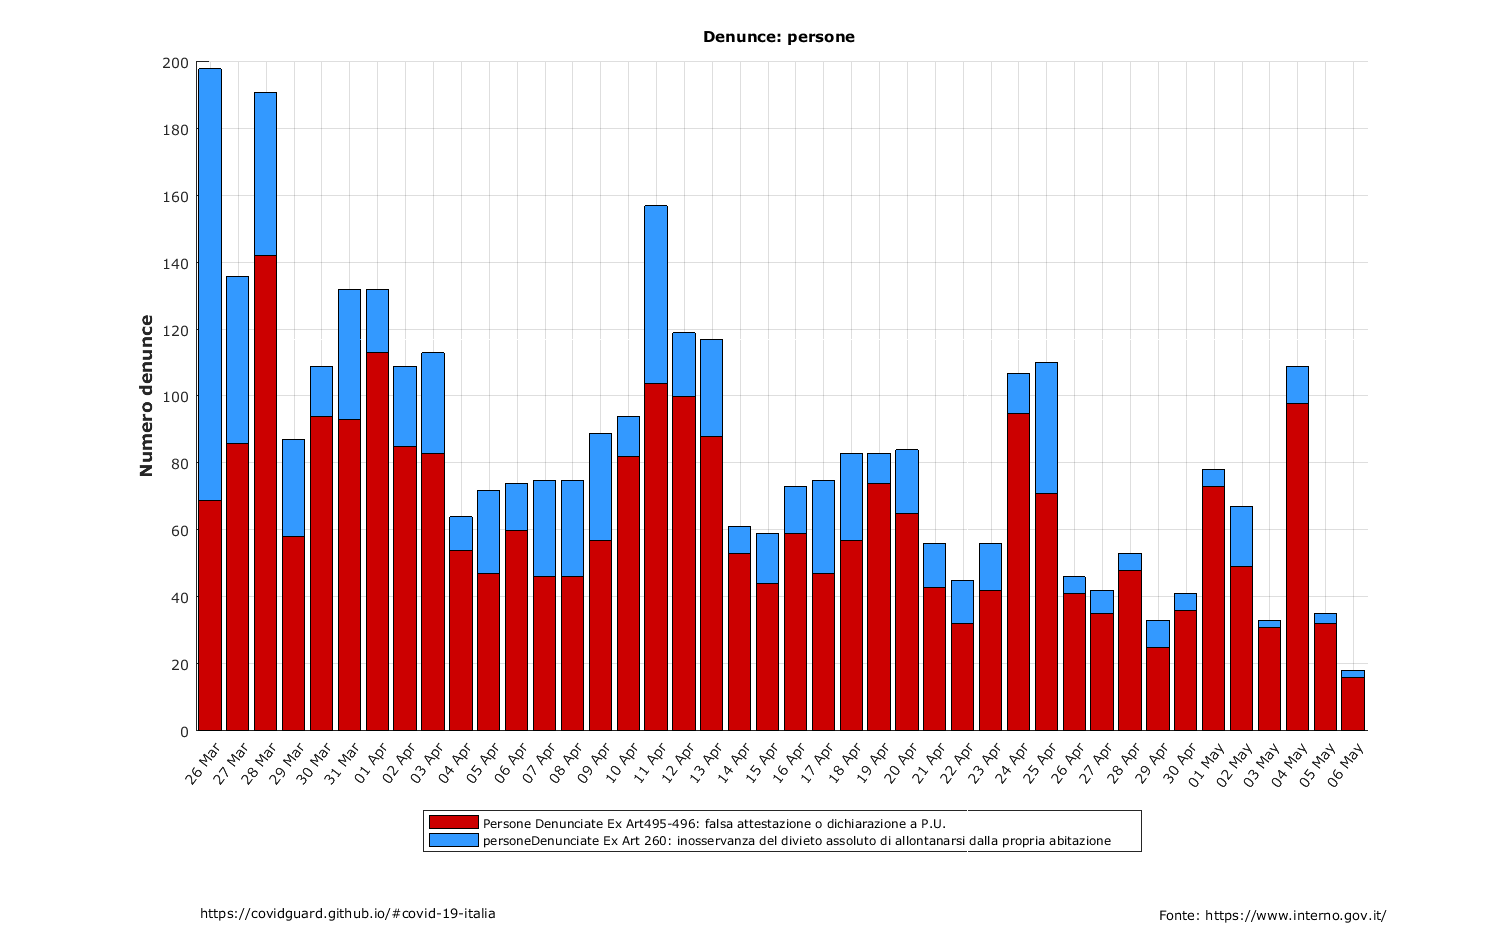 Denunce: persone
Numero denunce
200
180
160
140
120
100
80
60
40
20
0
26 Mar
27 Mar
28 Mar
29 Mar
30 Mar
31 Mar
01 Apr
02 Apr
03 Apr
04 Apr
05 Apr
06 Apr
07 Apr
08 Apr
09 Apr
10 Apr
11 Apr
12 Apr
13 Apr
14 Apr
15 Apr
16 Apr
17 Apr
18 Apr
19 Apr
20 Apr
21 Apr
22 Apr
23 Apr
24 Apr
25 Apr
26 Apr
27 Apr
28 Apr
29 Apr
30 Apr
01 May
02 May
03 May
04 May
05 May
06 May
Persone Denunciate Ex Art495-496: falsa attestazione o dichiarazione a P.U.
personeDenunciate Ex Art 260: inosservanza del divieto assoluto di allontanarsi dalla propria abitazione
https://covidguard.github.io/#covid-19-italia
Fonte: https://www.interno.gov.it/